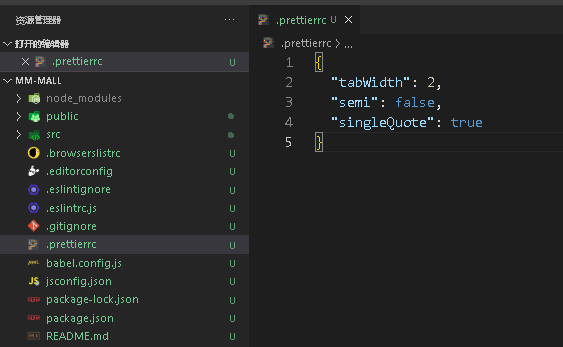 资源管理器 ...
打开的编辑器
.prettierrc U
MM-MALL
node_modules
public
src
.browserslistrc U
.editorconfig U
.eslintignore U
.eslintrc.js U
.gitignore U
.prettierrc U
babel.config.js U
jsconfig.json U
package-lock.json U
package.json U
README.md U
.prettierrc U
.prettierrc > ...
1 {
2 "tabWidth": 2,
3 "semi": false,
4 "singleQuote": true
5 }